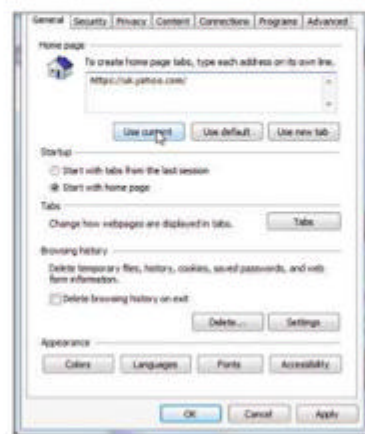 General Security Privacy Content Connections Programs Advanced
Home page
To create home page tabs, type each address on its own line.
https://uk.yahoo.com/
Use current Use default Use new tab
Startup
Start with tabs from the last session
Start with home page
Tabs
Change how webpages are displayed in tabs. Tabs
Browsing history
Delete temporary files, history, cookies, saved passwords, and web
form information.
Delete browsing history on exit
Delete... Settings
Appearance
Colors Languages Fonts Accessibility
OK Cancel Apply